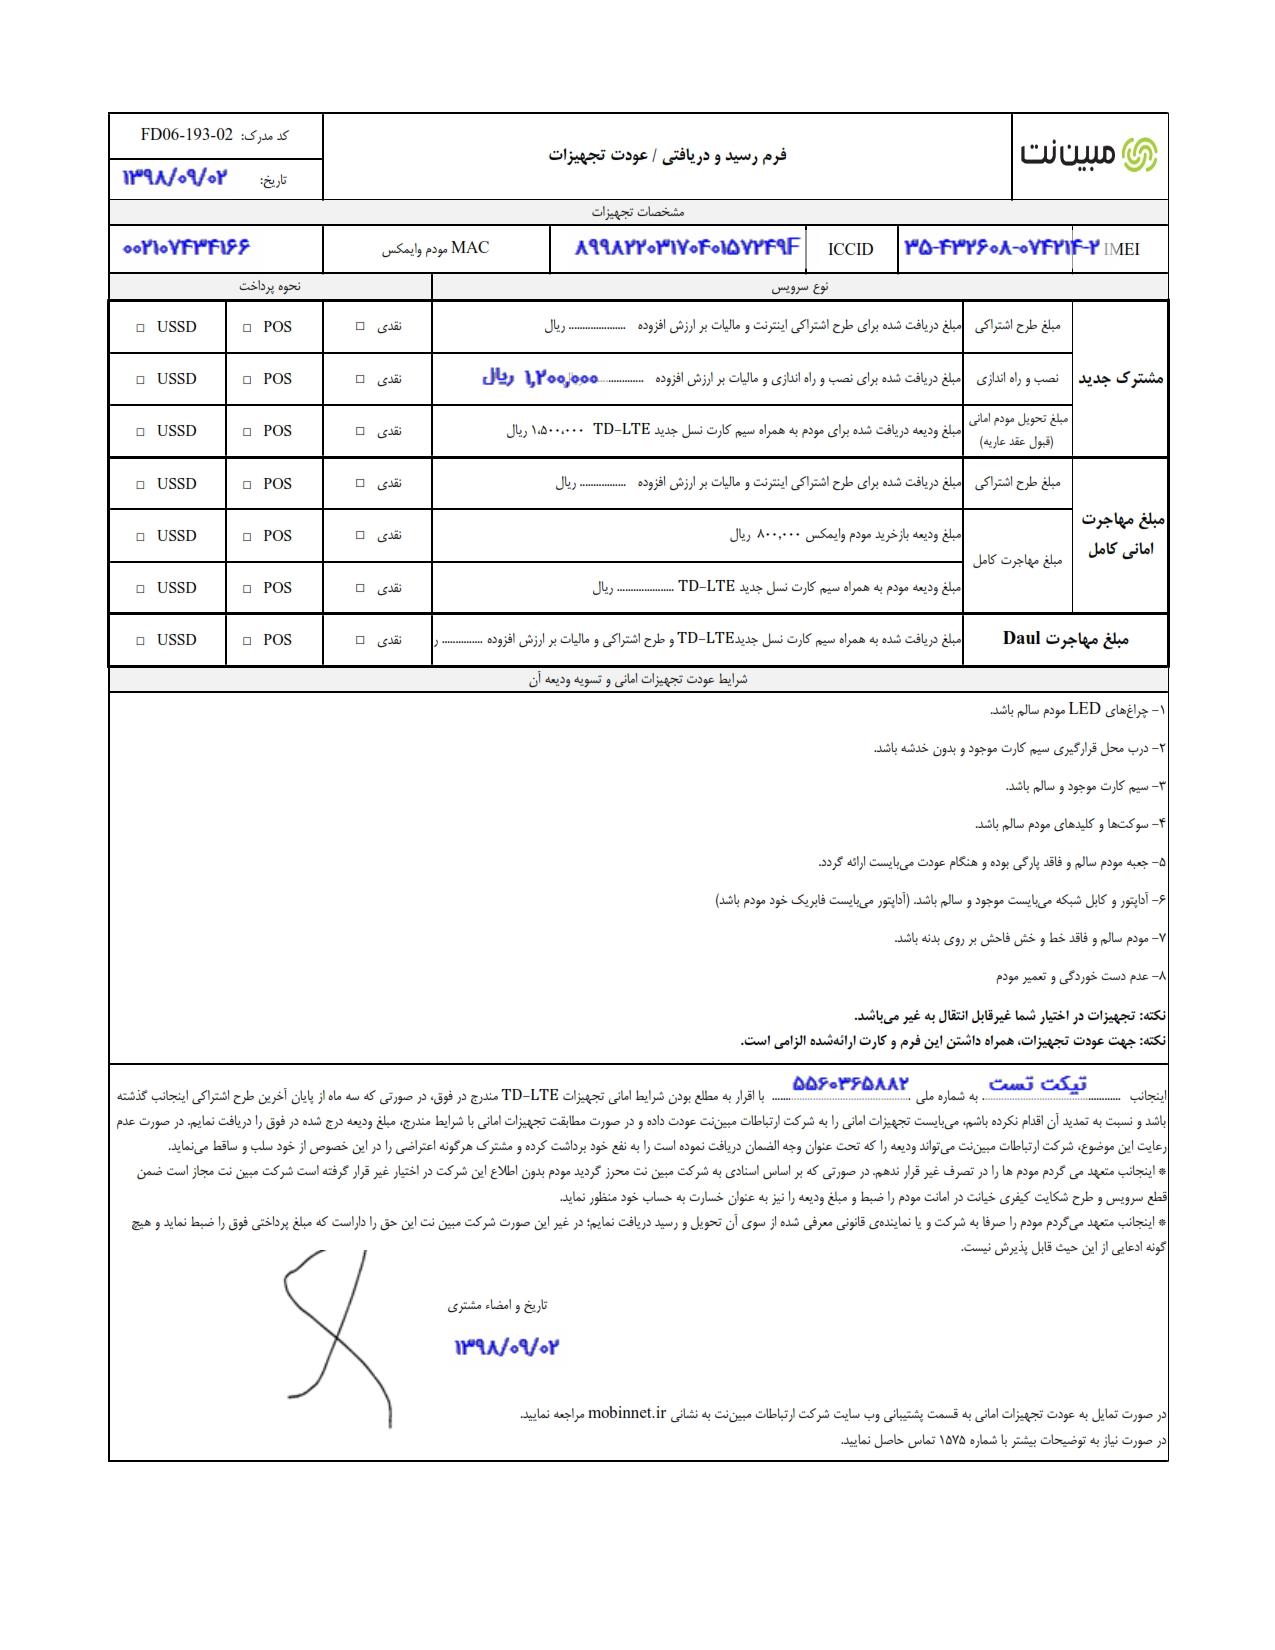 مبین‌نت
فرم رسید و دریافتی / عودت تجهیزات
کد مدرک: FD06-193-02
تاریخ: ۱۳۹۸/۰۹/۰۲
مشخصات تجهیزات
IMEI ۳۵-۴۳۲۶۰۸-۰۷۴۲۱۴-۲ ICCID ۸۹۹۸۲۲۰۳۱۷۰۴۰۱۵۷۲۴۹F MAC مودم وایمکس ۰۰۲۱۰۷۴۳۴۱۶۶
نوع سرویس نحوه پرداخت
مشترک جدید
مبلغ طرح اشتراکی مبلغ دریافت شده برای طرح اشتراکی اینترنت و مالیات بر ارزش افزوده ..................... ریال نقدی □ POS □ USSD □
نصب و راه اندازی مبلغ دریافت شده برای نصب و راه اندازی و مالیات بر ارزش افزوده .............. ۱,۲۰۰,۰۰۰ ریال نقدی □ POS □ USSD □
مبلغ تحویل مودم امانی (قبول عقد عاریه) مبلغ ودیعه دریافت شده برای مودم به همراه سیم کارت نسل جدید TD-LTE ۱،۵۰۰،۰۰۰ ریال نقدی □ POS □ USSD □
مبلغ مهاجرت امانی کامل
مبلغ طرح اشتراکی مبلغ دریافت شده برای طرح اشتراکی اینترنت و مالیات بر ارزش افزوده ................. ریال نقدی □ POS □ USSD □
مبلغ مهاجرت کامل مبلغ ودیعه بازخرید مودم وایمکس ۸۰۰,۰۰۰ ریال نقدی □ POS □ USSD □
مبلغ ودیعه مودم به همراه سیم کارت نسل جدید TD-LTE ..................... ریال نقدی □ POS □ USSD □
مبلغ مهاجرت Daul مبلغ دریافت شده به همراه سیم کارت نسل جدیدTD-LTE و طرح اشتراکی و مالیات بر ارزش افزوده ............... ر نقدی □ POS □ USSD □
شرایط عودت تجهیزات امانی و تسویه ودیعه آن
۱- چراغ‌های LED مودم سالم باشد.
۲- درب محل قرارگیری سیم کارت موجود و بدون خدشه باشد.
۳- سیم کارت موجود و سالم باشد.
۴- سوکت‌ها و کلیدهای مودم سالم باشد.
۵- جعبه مودم سالم و فاقد پارگی بوده و هنگام عودت می‌بایست ارائه گردد.
۶- آداپتور و کابل شبکه می‌بایست موجود و سالم باشد. (آداپتور می‌بایست فابریک خود مودم باشد)
۷- مودم سالم و فاقد خط و خش فاحش بر روی بدنه باشد.
۸- عدم دست خوردگی و تعمیر مودم
نکته: تجهیزات در اختیار شما غیرقابل انتقال به غیر می‌باشد.
نکته: جهت عودت تجهیزات، همراه داشتن این فرم و کارت ارائه‌شده الزامی است.
اینجانب تیکت تست به شماره ملی ۵۵۶۰۳۶۵۸۸۲ با اقرار به مطلع بودن شرایط امانی تجهیزات TD-LTE مندرج در فوق، در صورتی که سه ماه از پایان آخرین طرح اشتراکی اینجانب گذشته
باشد و نسبت به تمدید آن اقدام نکرده باشم، می‌بایست تجهیزات امانی را به شرکت ارتباطات مبین‌نت عودت داده و در صورت مطابقت تجهیزات امانی با شرایط مندرج، مبلغ ودیعه درج شده در فوق را دریافت نمایم. در صورت عدم
رعایت این موضوع، شرکت ارتباطات مبین‌نت می‌تواند ودیعه را که تحت عنوان وجه الضمان دریافت نموده است را به نفع خود برداشت کرده و مشترک هرگونه اعتراضی را در این خصوص از خود سلب و ساقط می‌نماید.
* اینجانب متعهد می گردم مودم ها را در تصرف غیر قرار ندهم. در صورتی که بر اساس اسنادی به شرکت مبین نت محرز گردید مودم بدون اطلاع این شرکت در اختیار غیر قرار گرفته است شرکت مبین نت مجاز است ضمن
قطع سرویس و طرح شکایت کیفری خیانت در امانت مودم را ضبط و مبلغ ودیعه را نیز به عنوان خسارت به حساب خود منظور نماید.
* اینجانب متعهد می‌گردم مودم را صرفا به شرکت و یا نماینده‌ی قانونی معرفی شده از سوی آن تحویل و رسید دریافت نمایم؛ در غیر این صورت شرکت مبین نت این حق را داراست که مبلغ پرداختی فوق را ضبط نماید و هیچ
گونه ادعایی از این حیث قابل پذیرش نیست.
تاریخ و امضاء مشتری
۱۳۹۸/۰۹/۰۲
در صورت تمایل به عودت تجهیزات امانی به قسمت پشتیبانی وب سایت شرکت ارتباطات مبین‌نت به نشانی mobinnet.ir مراجعه نمایید.
در صورت نیاز به توضیحات بیشتر با شماره ۱۵۷۵ تماس حاصل نمایید.